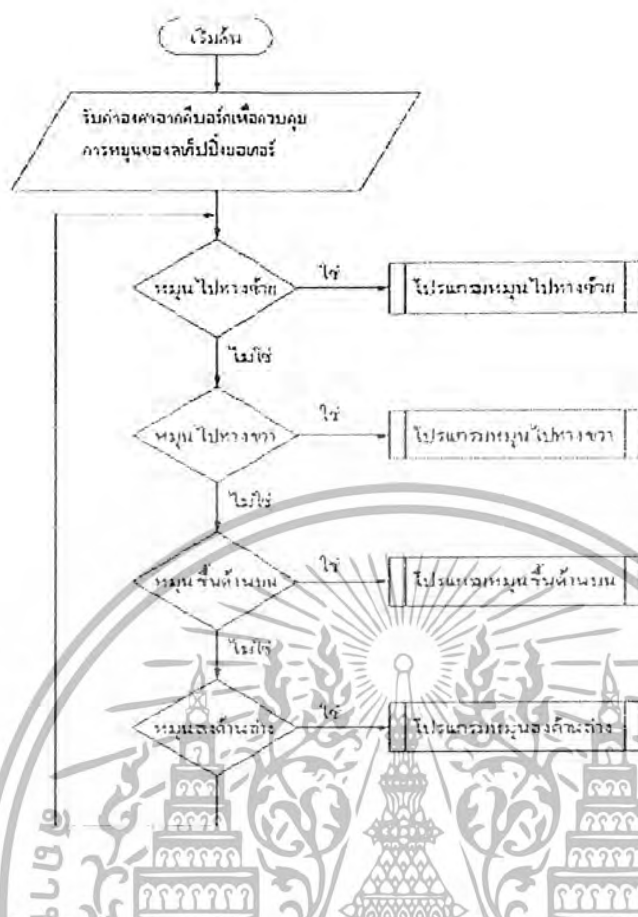 เริ่มต้น
รับค่าองศาจากคีบอร์ดเพื่อควบคุม
การหมุนของสเต็ปปิ้งมอเตอร์
หมุนไปทางซ้าย
ใช่
โปรแกรมหมุนไปทางซ้าย
ไม่ใช่
หมุนไปทางขวา
ใช่
โปรแกรมหมุนไปทางขวา
ไม่ใช่
หมุนขึ้นด้านบน
ใช่
โปรแกรมหมุนขึ้นด้านบน
ไม่ใช่
หมุนลงด้านล่าง
ใช่
โปรแกรมหมุนลงด้านล่าง